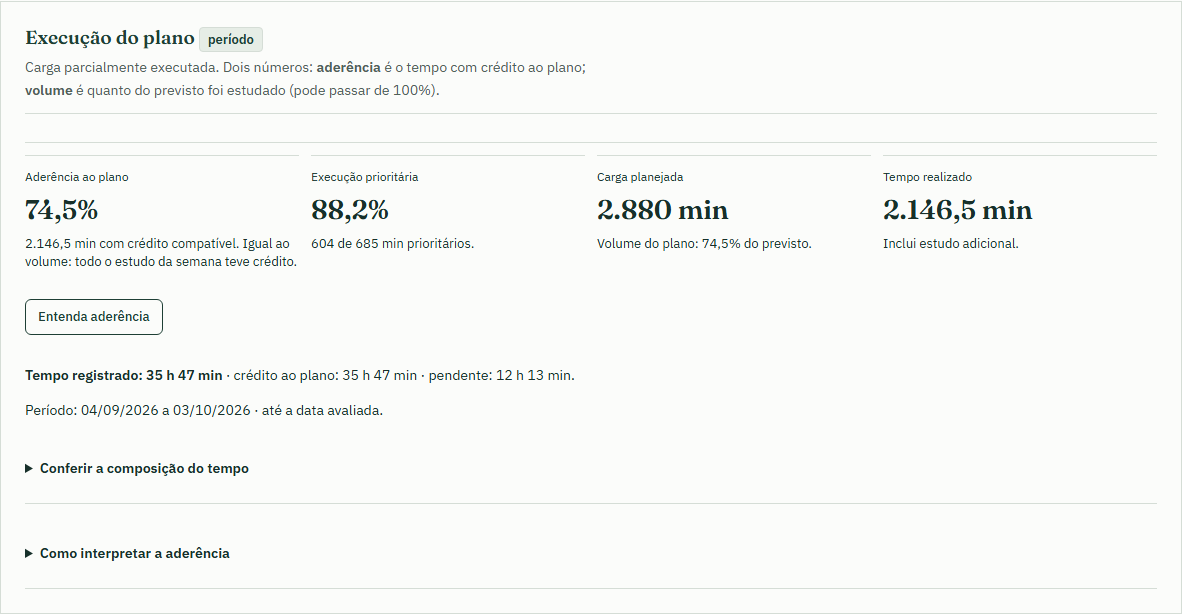 Execução do plano período
Carga parcialmente executada. Dois números: aderência é o tempo com crédito ao plano;
volume é quanto do previsto foi estudado (pode passar de 100%).
Aderência ao plano
74,5%
2.146,5 min com crédito compatível. Igual ao
volume: todo o estudo da semana teve crédito.
Execução prioritária
88,2%
604 de 685 min prioritários.
Carga planejada
2.880 min
Volume do plano: 74,5% do previsto.
Tempo realizado
2.146,5 min
Inclui estudo adicional.
Entenda aderência
Tempo registrado: 35 h 47 min · crédito ao plano: 35 h 47 min · pendente: 12 h 13 min.
Período: 04/09/2026 a 03/10/2026 · até a data avaliada.
Conferir a composição do tempo
Como interpretar a aderência